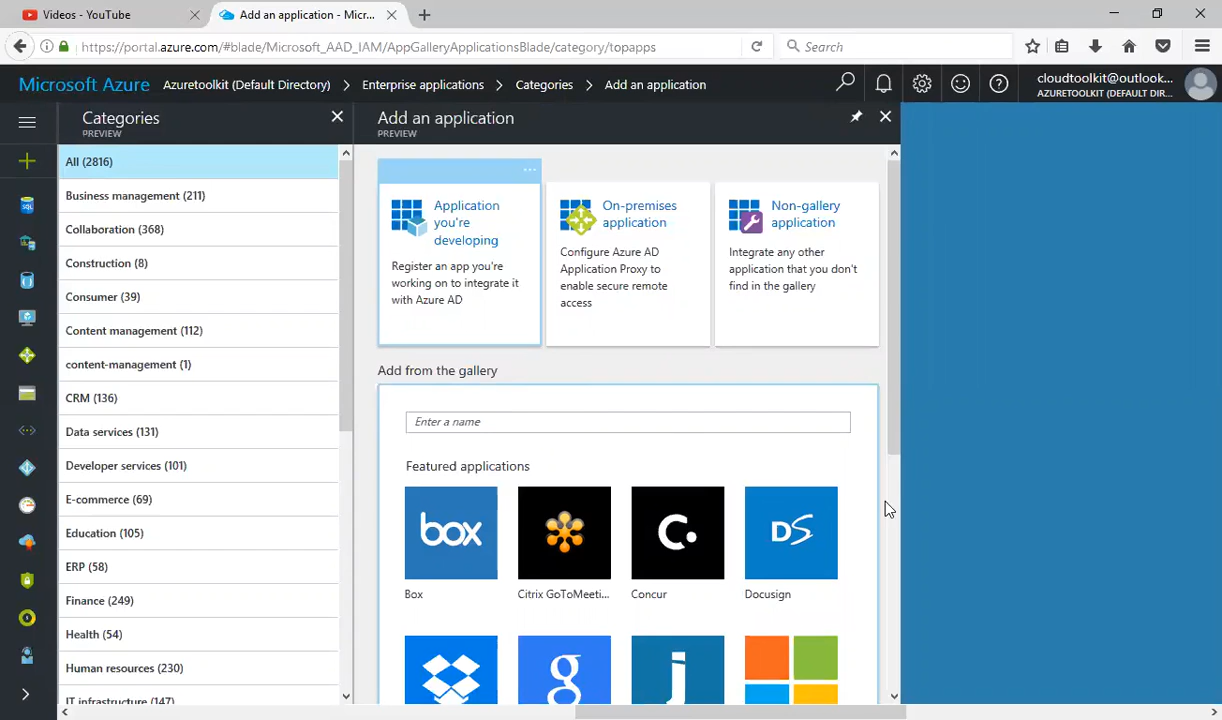 Videos - YouTube
Add an application - Micr...
https://portal.azure.com/#blade/Microsoft_AAD_IAM/AppGalleryApplicationsBlade/category/topapps
Search
Microsoft Azure
Azuretoolkit (Default Directory)
Enterprise applications
Categories
Add an application
cloudtoolkit@outlook...
AZURETOOLKIT (DEFAULT DIR...
Categories
PREVIEW
All (2816)
Business management (211)
Collaboration (368)
Construction (8)
Consumer (39)
Content management (112)
content-management (1)
CRM (136)
Data services (131)
Developer services (101)
E-commerce (69)
Education (105)
ERP (58)
Finance (249)
Health (54)
Human resources (230)
IT infrastructure (147)
Add an application
PREVIEW
Application
you're
developing
Register an app you're
working on to integrate it
with Azure AD
On-premises
application
Configure Azure AD
Application Proxy to
enable secure remote
access
Non-gallery
application
Integrate any other
application that you don't
find in the gallery
Add from the gallery
Enter a name
Featured applications
box
C.
DS
Box
Citrix GoToMeeti...
Concur
Docusign
g
j
SQL